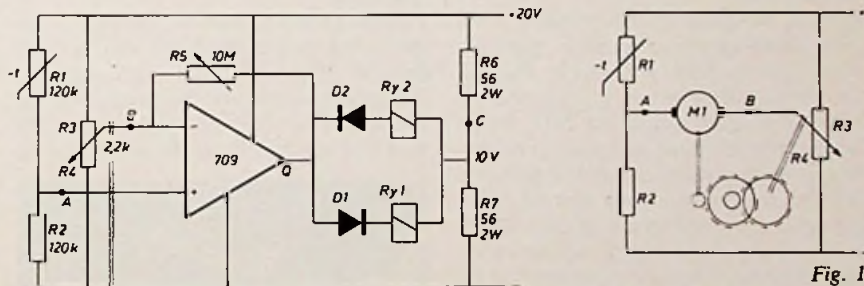 +20V
-t
R1
120k
R2
120k
R3
2,2k
R4
B
A
R5
10M
709
-
+
Q
D2
Ry 2
D1
Ry 1
R6
56
2W
C
10V
R7
56
2W
-t
R1
A
M1
B
R3
R4
R2
Fig. 1